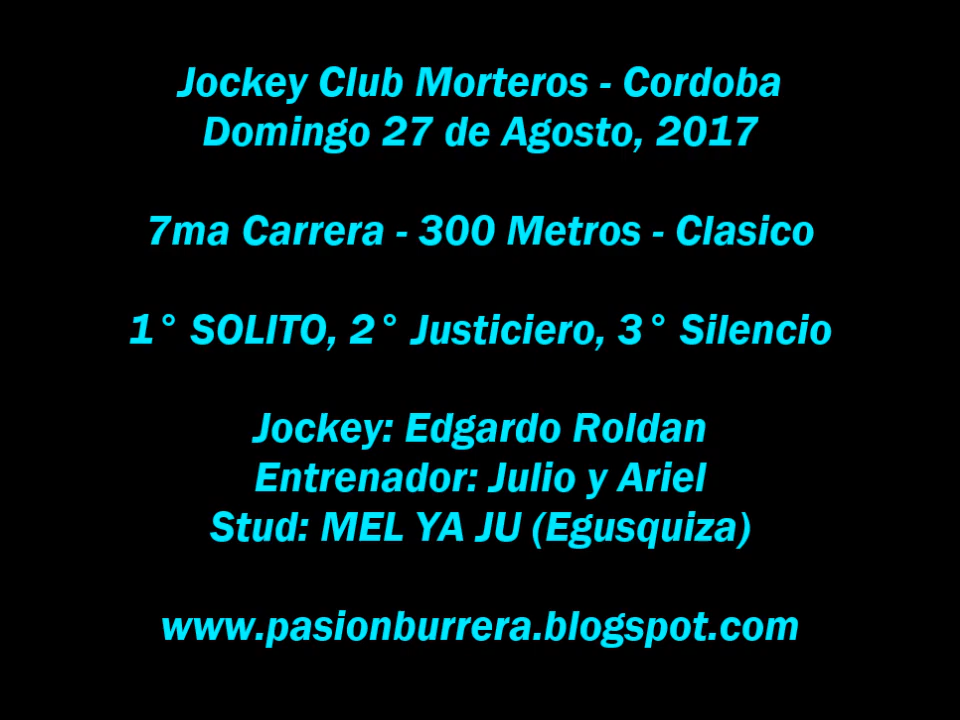 Jockey Club Morteros - Cordoba
Domingo 27 de Agosto, 2017
7ma Carrera - 300 Metros - Clasico
1° SOLITO, 2° Justiciero, 3° Silencio
Jockey: Edgardo Roldan
Entrenador: Julio y Ariel
Stud: MEL YA JU (Egusquiza)
www.pasionburrera.blogspot.com